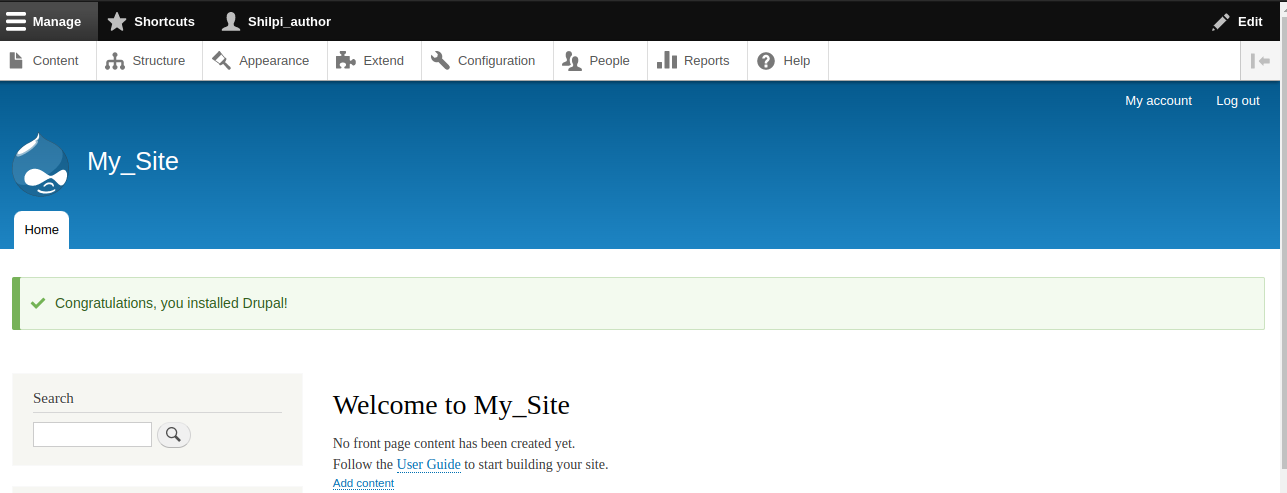 Manage Shortcuts Shilpi_author Edit
Content Structure Appearance Extend Configuration People Reports Help
My account Log out
My_Site
Home
Congratulations, you installed Drupal!
Search
Welcome to My_Site
No front page content has been created yet.
Follow the User Guide to start building your site.
Add content